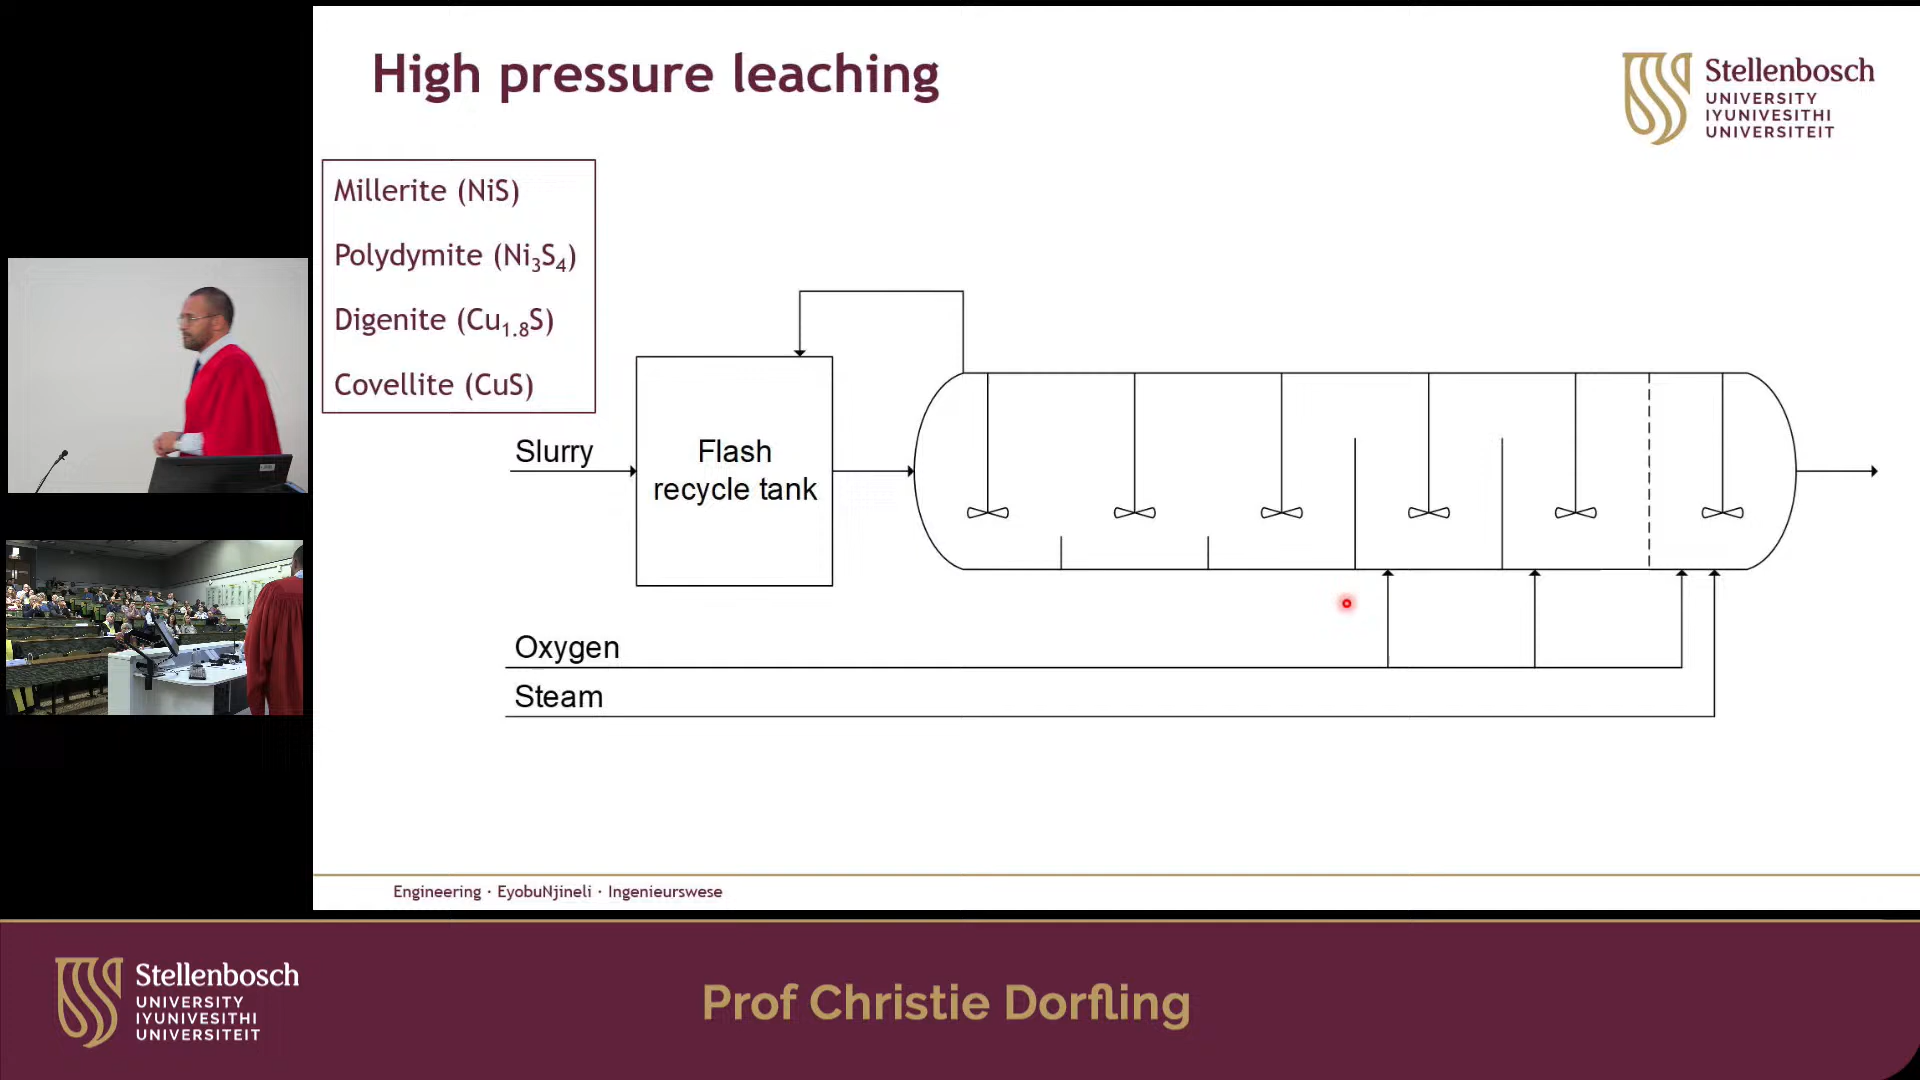 High pressure leaching
Stellenbosch
UNIVERSITY
IYUNIVESITHI
UNIVERSITEIT
Millerite (NiS)
Polydymite (Ni₃S₄)
Digenite (Cu₁.₈S)
Covellite (CuS)
Slurry
Flash
recycle tank
Oxygen
Steam
Engineering · EyobuNjineli · Ingenieurswese
Stellenbosch
UNIVERSITY
IYUNIVESITHI
UNIVERSITEIT
Prof Christie Dorfling